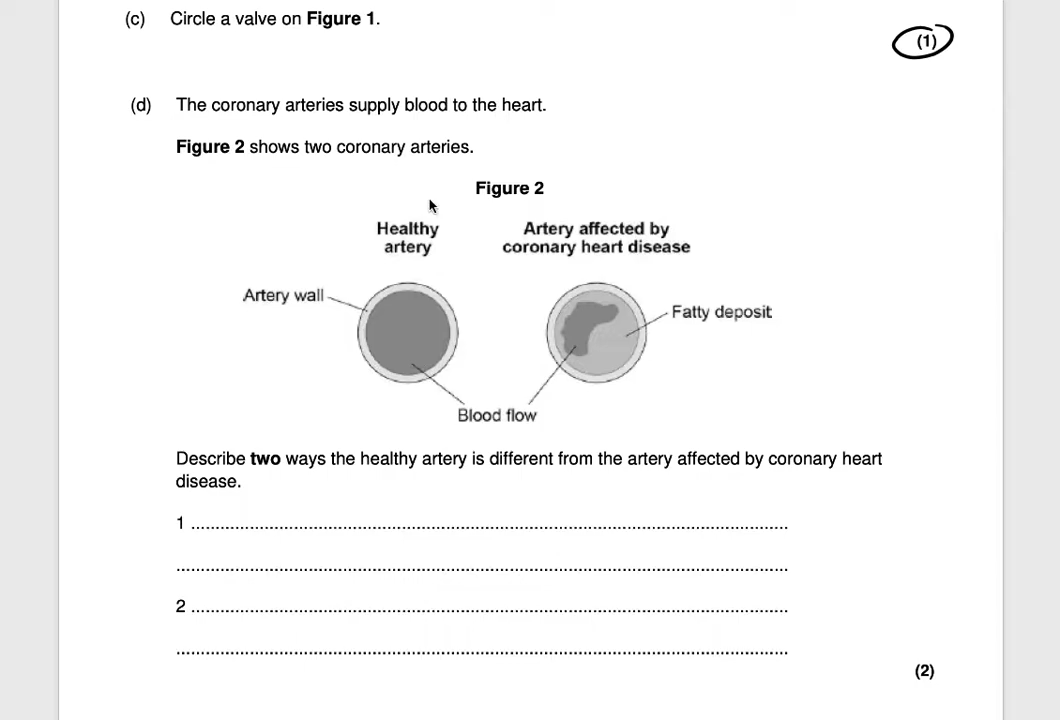 (c) Circle a valve on Figure 1.
(1)
(d) The coronary arteries supply blood to the heart.
Figure 2 shows two coronary arteries.
Figure 2
Healthy
artery
Artery affected by
coronary heart disease
Artery wall
Fatty deposit
Blood flow
Describe two ways the healthy artery is different from the artery affected by coronary heart
disease.
1 ........................................................................
........................................................................
2 ........................................................................
........................................................................
(2)